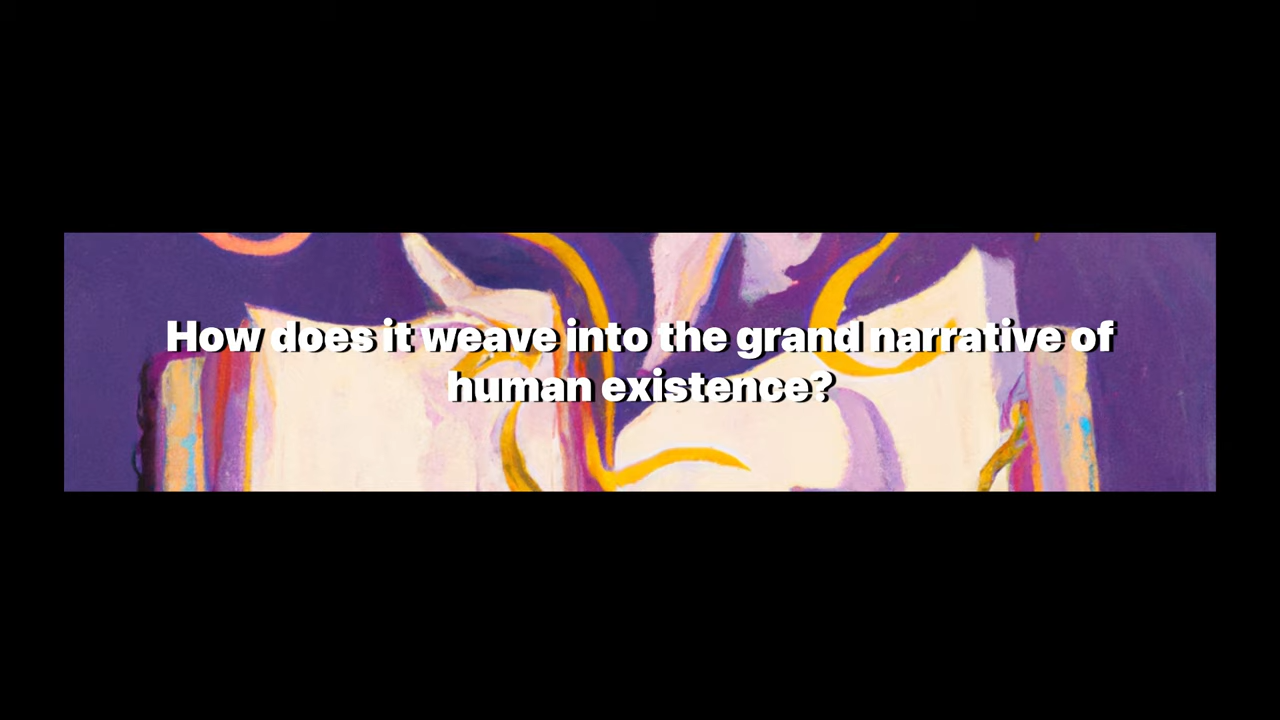 How does it weave into the grand narrative of
human existence?